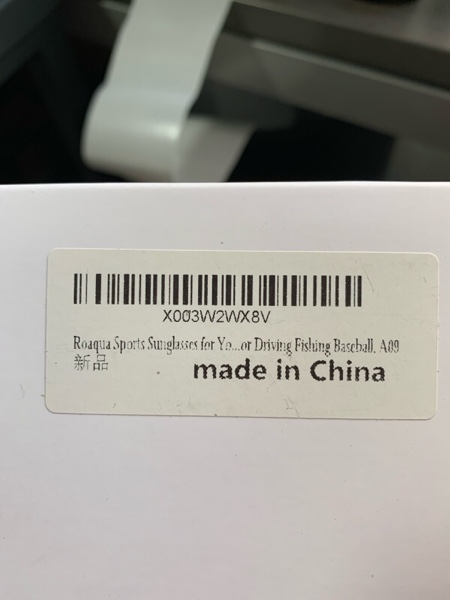 X003W2WX8V
Roaqua Sports Sunglasses for Yo...or Driving Fishing Baseball, A09
新品
made in China